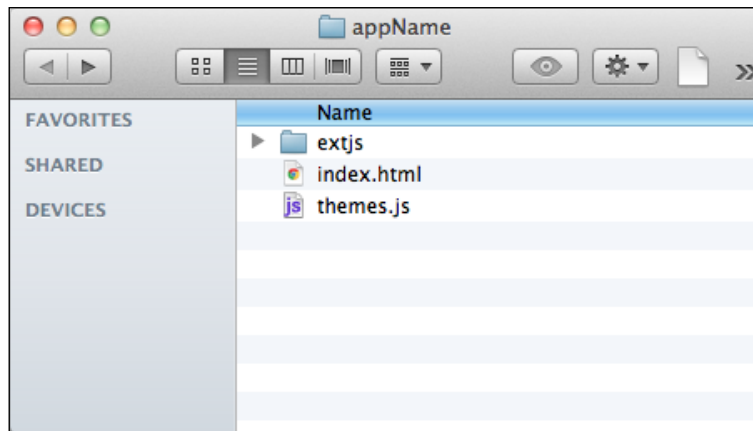 appName
FAVORITES
SHARED
DEVICES
Name
extjs
index.html
js themes.js